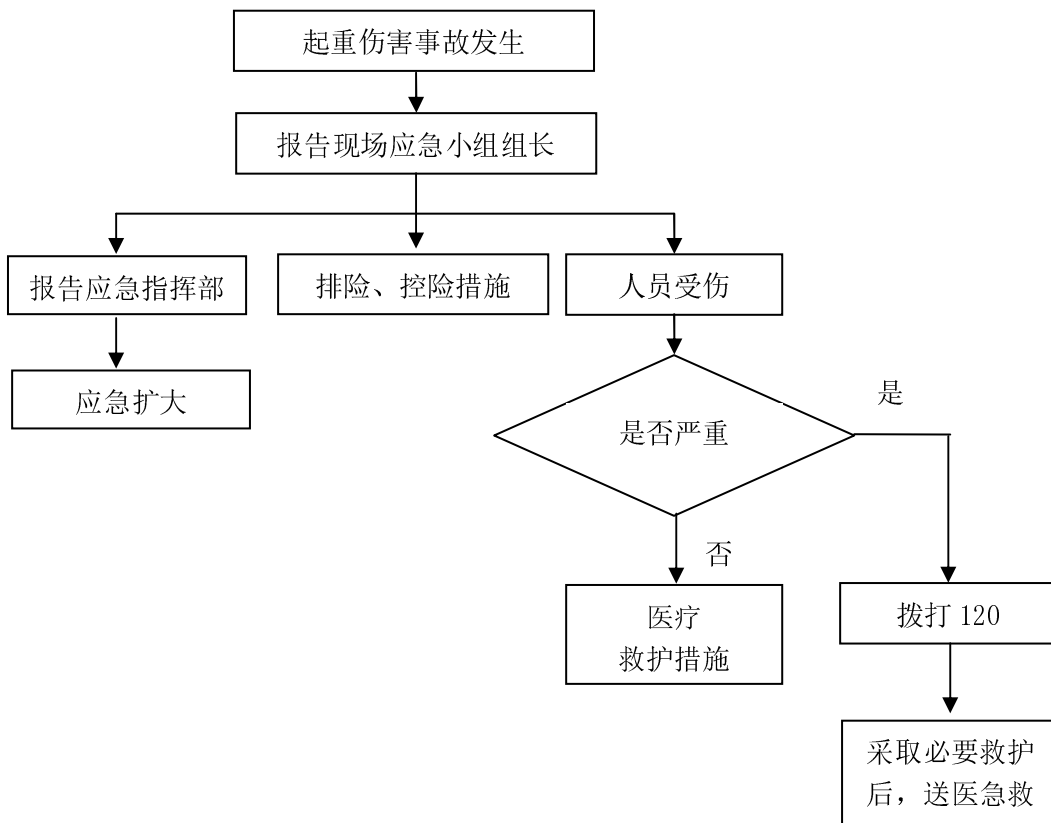 起重伤害事故发生
报告现场应急小组组长
报告应急指挥部
排险、控险措施
人员受伤
应急扩大
是
是否严重
否
医疗
救护措施
拨打 120
采取必要救护
后，送医急救